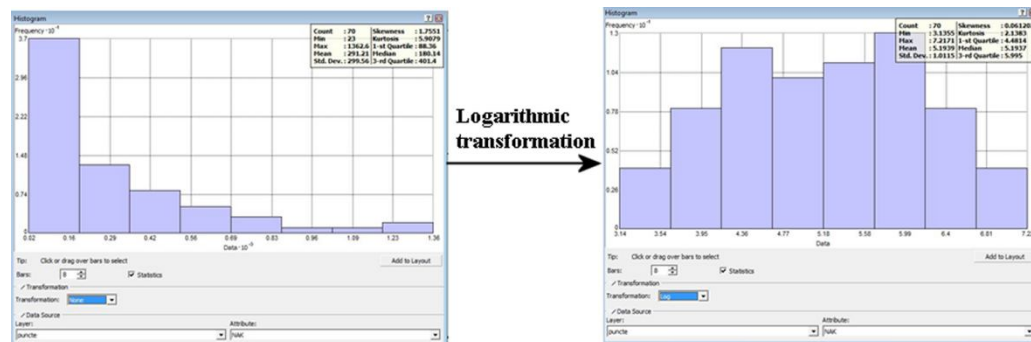 Histogram
Frequency · 10⁻¹
Count : 70 Skewness : 1.7551
Min : 23 Kurtosis : 5.9079
Max : 1362.6 1-st Quartile : 88.36
Mean : 291.21 Median : 180.14
Std. Dev. : 299.56 3-rd Quartile : 401.4
3.7
2.96
2.22
1.48
0.74
0
0.02 0.16 0.29 0.42 0.56 0.69 0.83 0.96 1.09 1.23 1.36
Data · 10⁻³
Tip: Click or drag over bars to select
Add to Layout
Bars: 8 Statistics
Transformation
Transformation: None
Data Source
Layer: Attribute:
puncte NAK
Logarithmic
transformation
Histogram
Frequency · 10⁻¹
Count : 70 Skewness : 0.06120
Min : 3.1355 Kurtosis : 2.1383
Max : 7.2171 1-st Quartile : 4.4814
Mean : 5.1939 Median : 5.1937
Std. Dev. : 1.0115 3-rd Quartile : 5.995
1.3
1.04
0.78
0.52
0.26
0
3.14 3.54 3.95 4.36 4.77 5.18 5.58 5.99 6.4 6.81 7.22
Data
Tip: Click or drag over bars to select
Add to Layout
Bars: 8 Statistics
Transformation
Transformation: Log
Data Source
Layer: Attribute:
puncte NAK